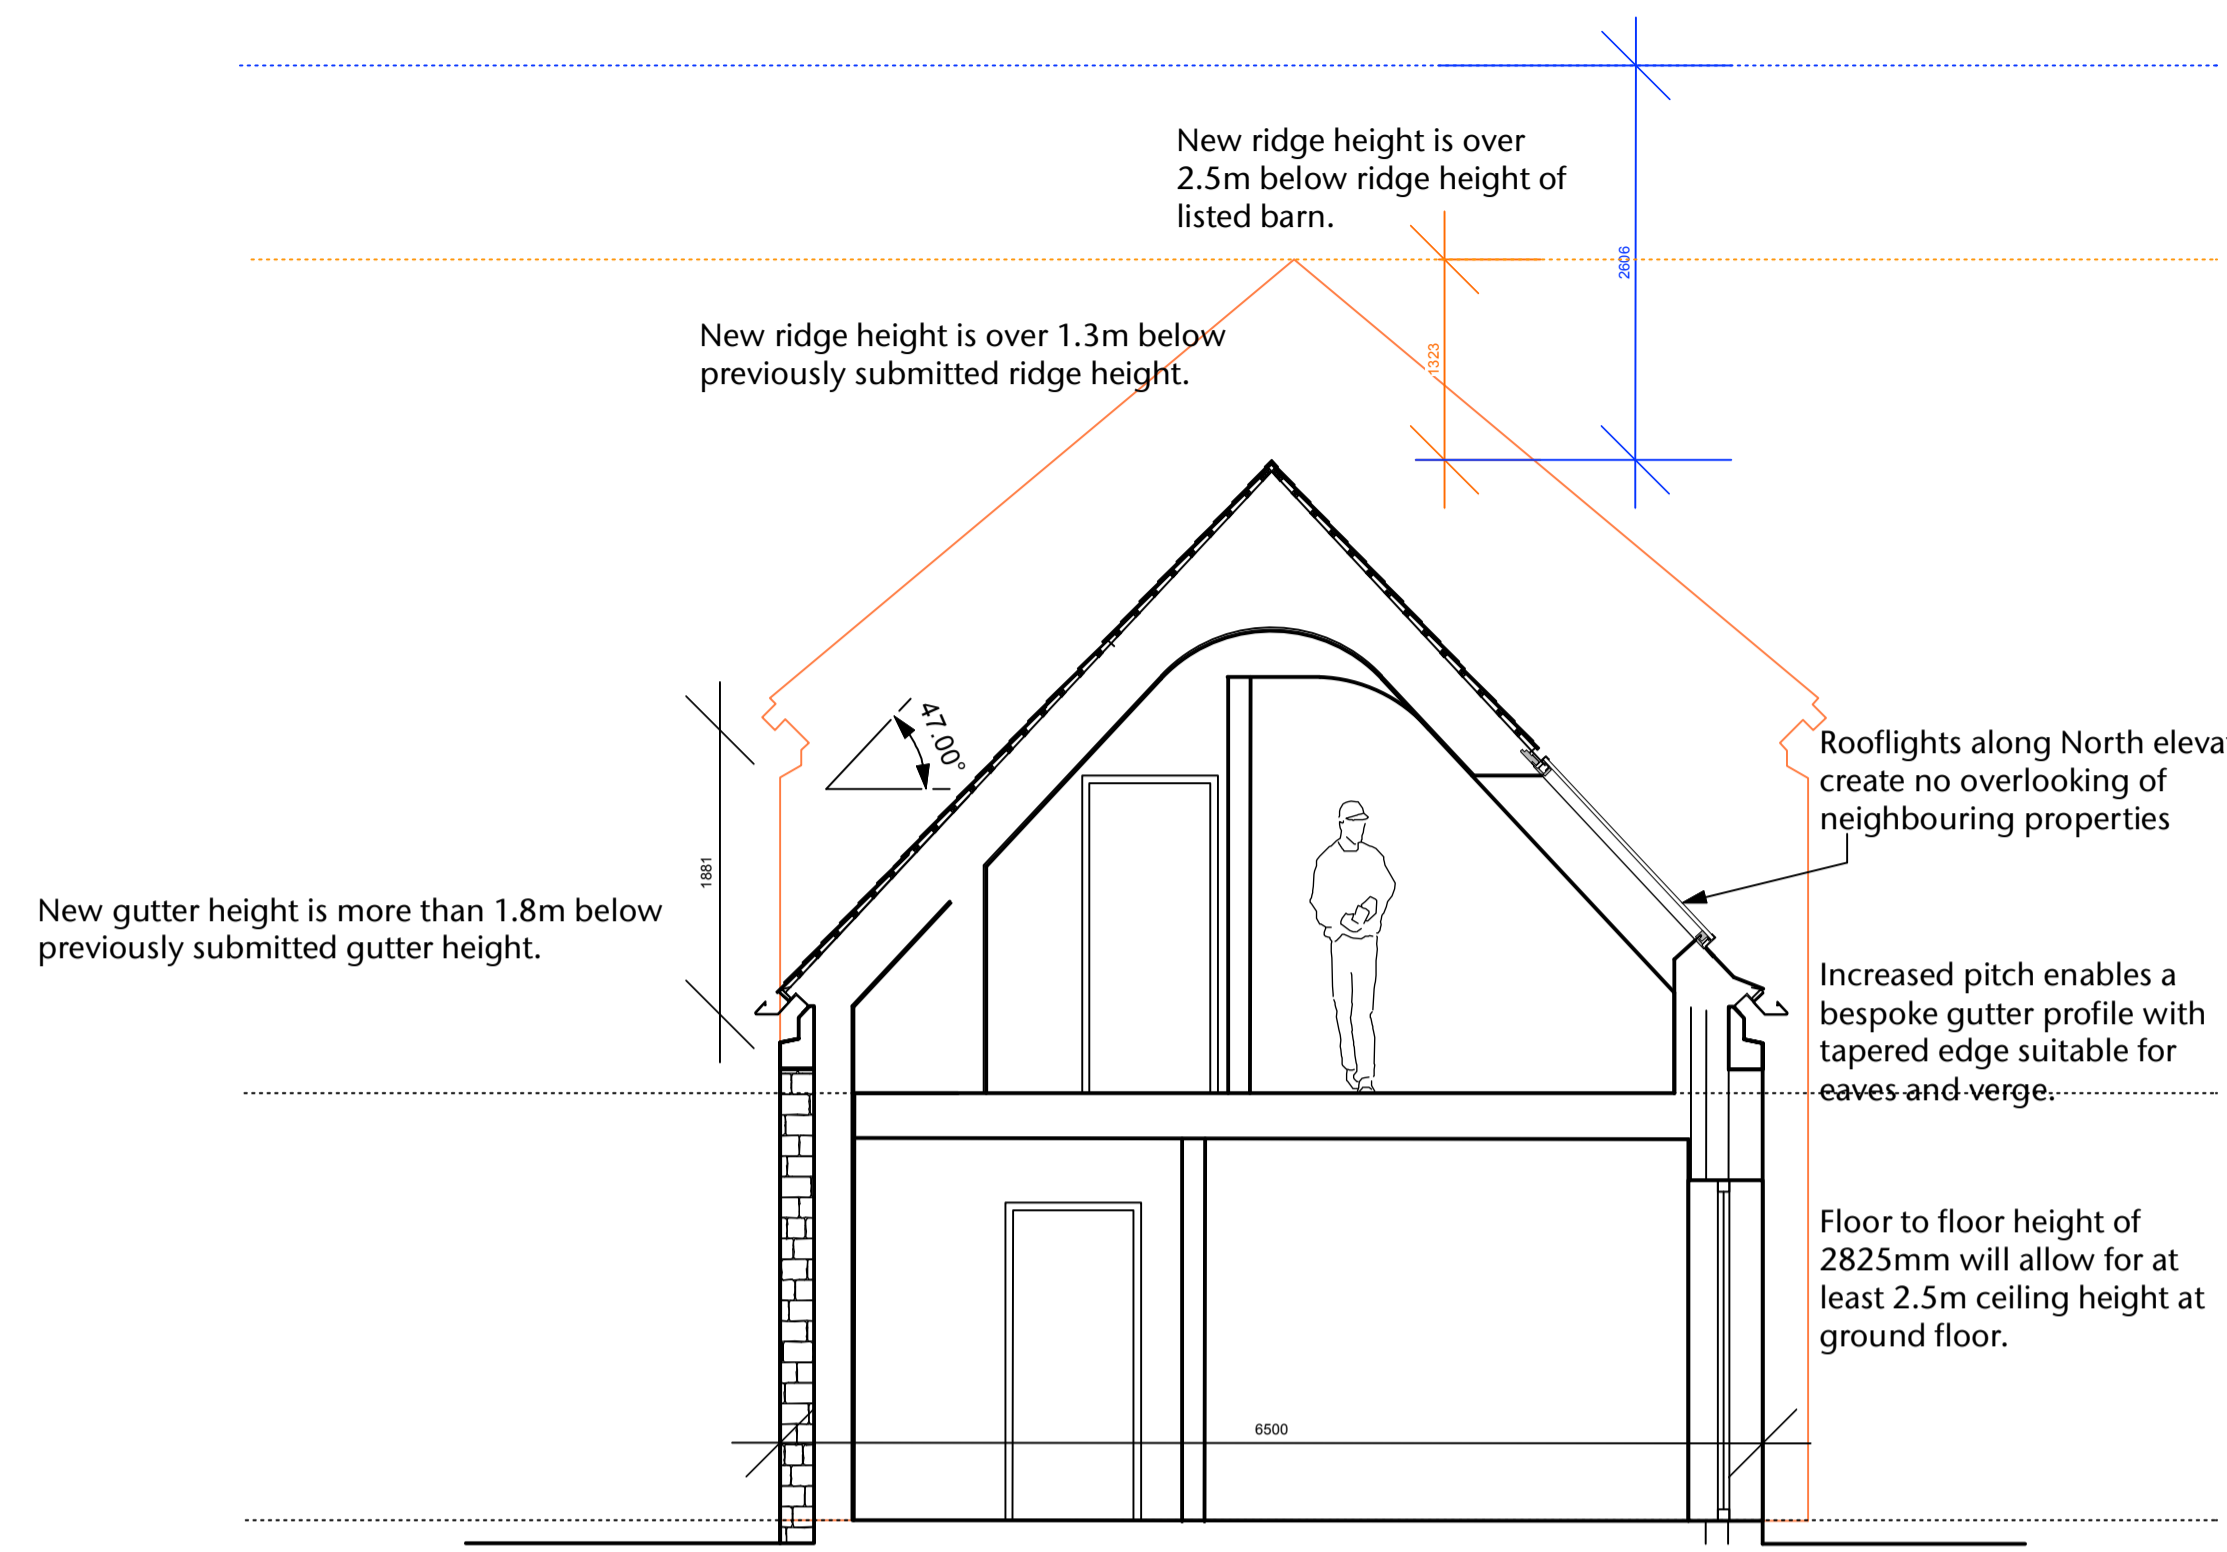 New ridge height is over
2.5m below ridge height of
listed barn.
2606
New ridge height is over 1.3m below
previously submitted ridge height.
1323
47.00°
Rooflights along North eleva
create no overlooking of
neighbouring properties
1881
New gutter height is more than 1.8m below
previously submitted gutter height.
Increased pitch enables a
bespoke gutter profile with
tapered edge suitable for
eaves and verge.
Floor to floor height of
2825mm will allow for at
least 2.5m ceiling height at
ground floor.
6500